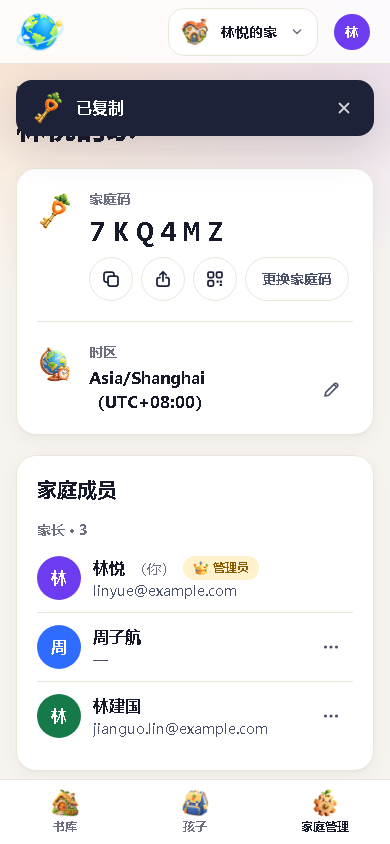 林悦的家
林
已复制
家庭码
7KQ4MZ
更换家庭码
时区
Asia/Shanghai
（UTC+08:00）
家庭成员
家长 • 3
林
林悦 （你） 管理员
linyue@example.com
周
周子航
—
林
林建国
jianguo.lin@example.com
书库
孩子
家庭管理